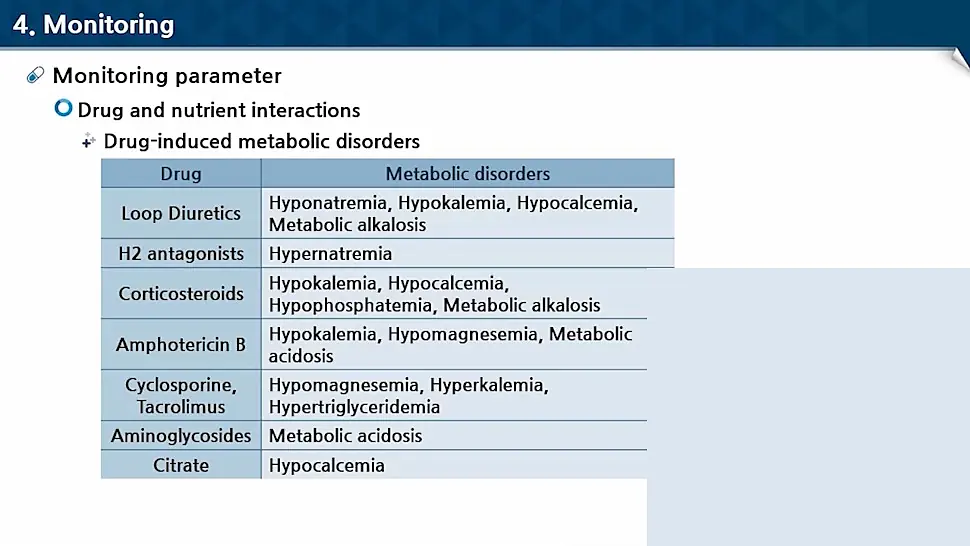 4. Monitoring
Monitoring parameter
Drug and nutrient interactions
Drug-induced metabolic disorders
Drug Metabolic disorders
Loop Diuretics
Hyponatremia, Hypokalemia, Hypocalcemia,
Metabolic alkalosis
H2 antagonists Hypernatremia
Corticosteroids
Hypokalemia, Hypocalcemia,
Hypophosphatemia, Metabolic alkalosis
Amphotericin B
Hypokalemia, Hypomagnesemia, Metabolic
acidosis
Cyclosporine,
Tacrolimus
Hypomagnesemia, Hyperkalemia,
Hypertriglyceridemia
Aminoglycosides Metabolic acidosis
Citrate Hypocalcemia